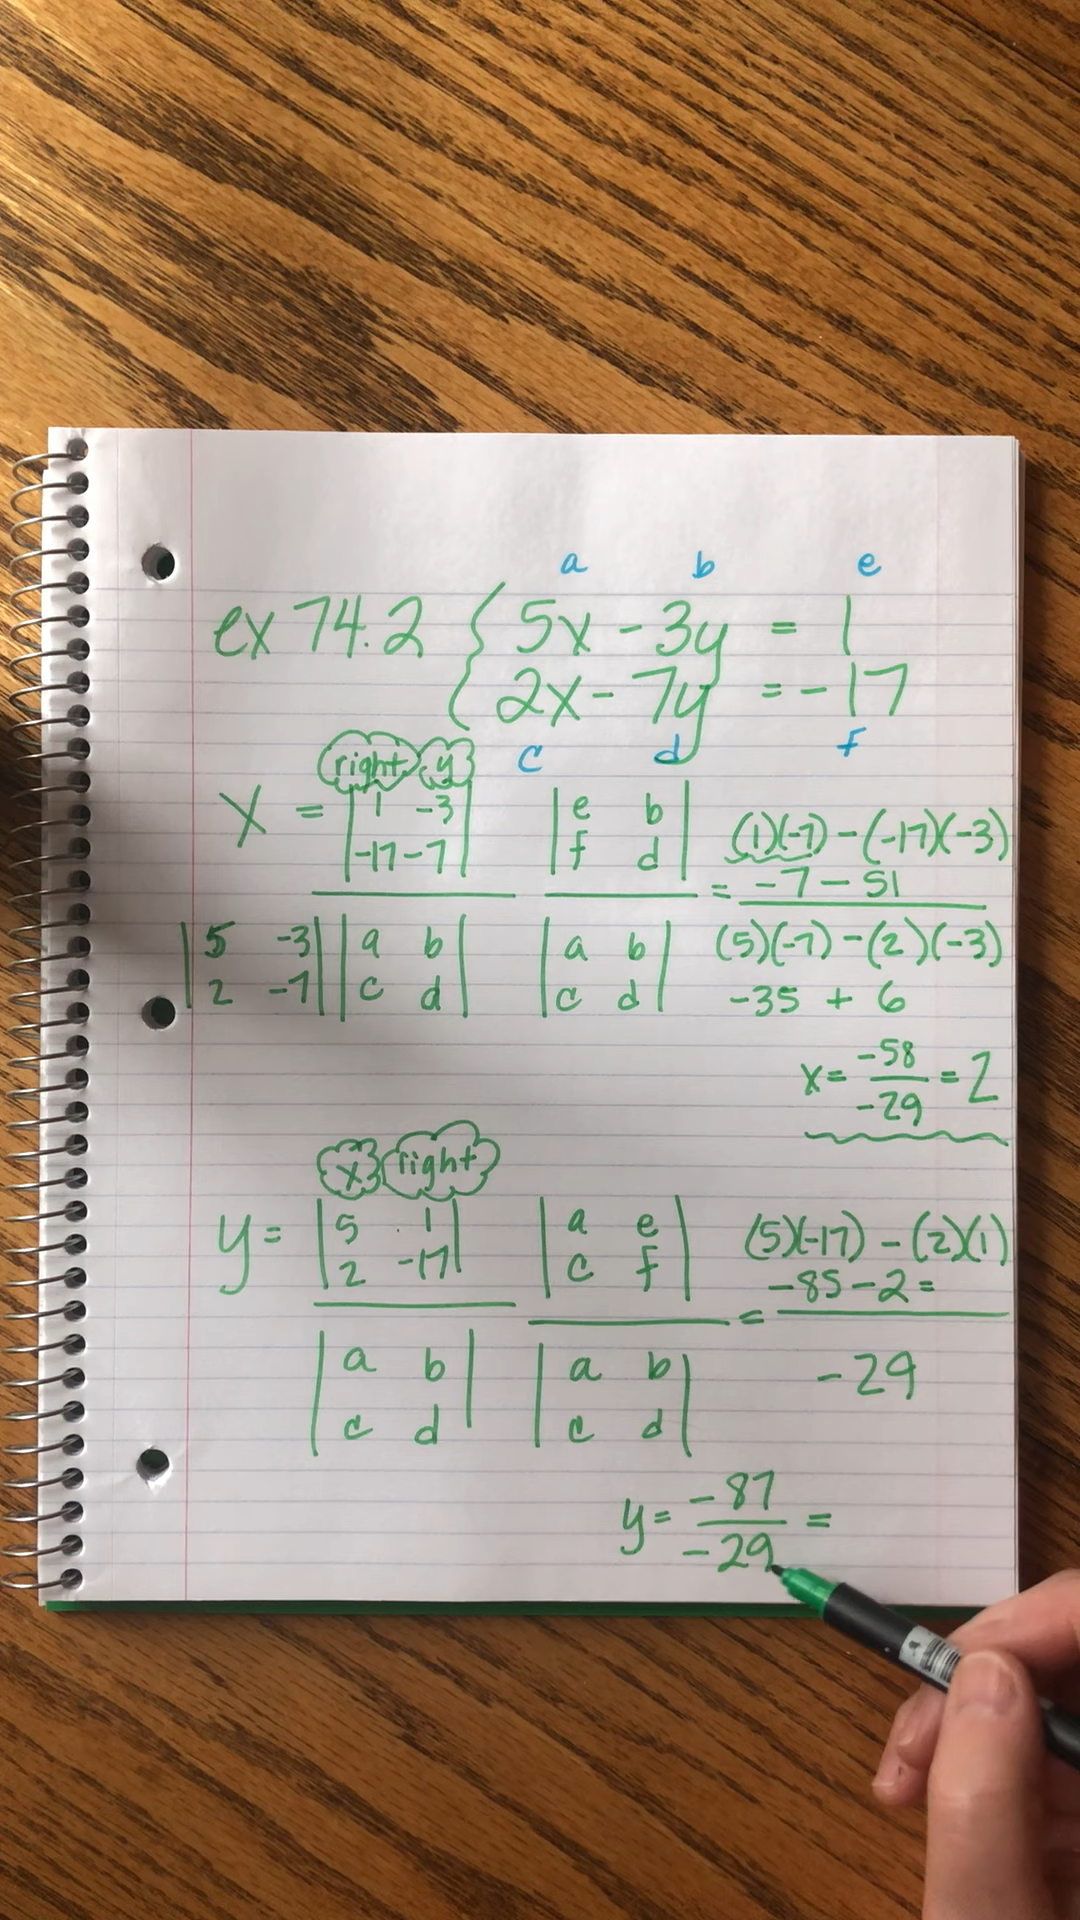 a b e
ex 74.2 { 5x - 3y = 1
2x - 7y = -17
c d f
right y
x = | 1 -3 | | e b | (1)(-7) - (-17)(-3)
| -17 -7 | | f d | = -7 - 51
| 5 -3 | | a b | | a b | (5)(-7) - (2)(-3)
| 2 -7 | | c d | | c d | -35 + 6
x = -58 / -29 = 2
x right
y = | 5 1 | | a e | (5)(-17) - (2)(1)
| 2 -17 | | c f | = -85 - 2 =
| a b | | a b | -29
| c d | | c d |
y = -87 / -29 =